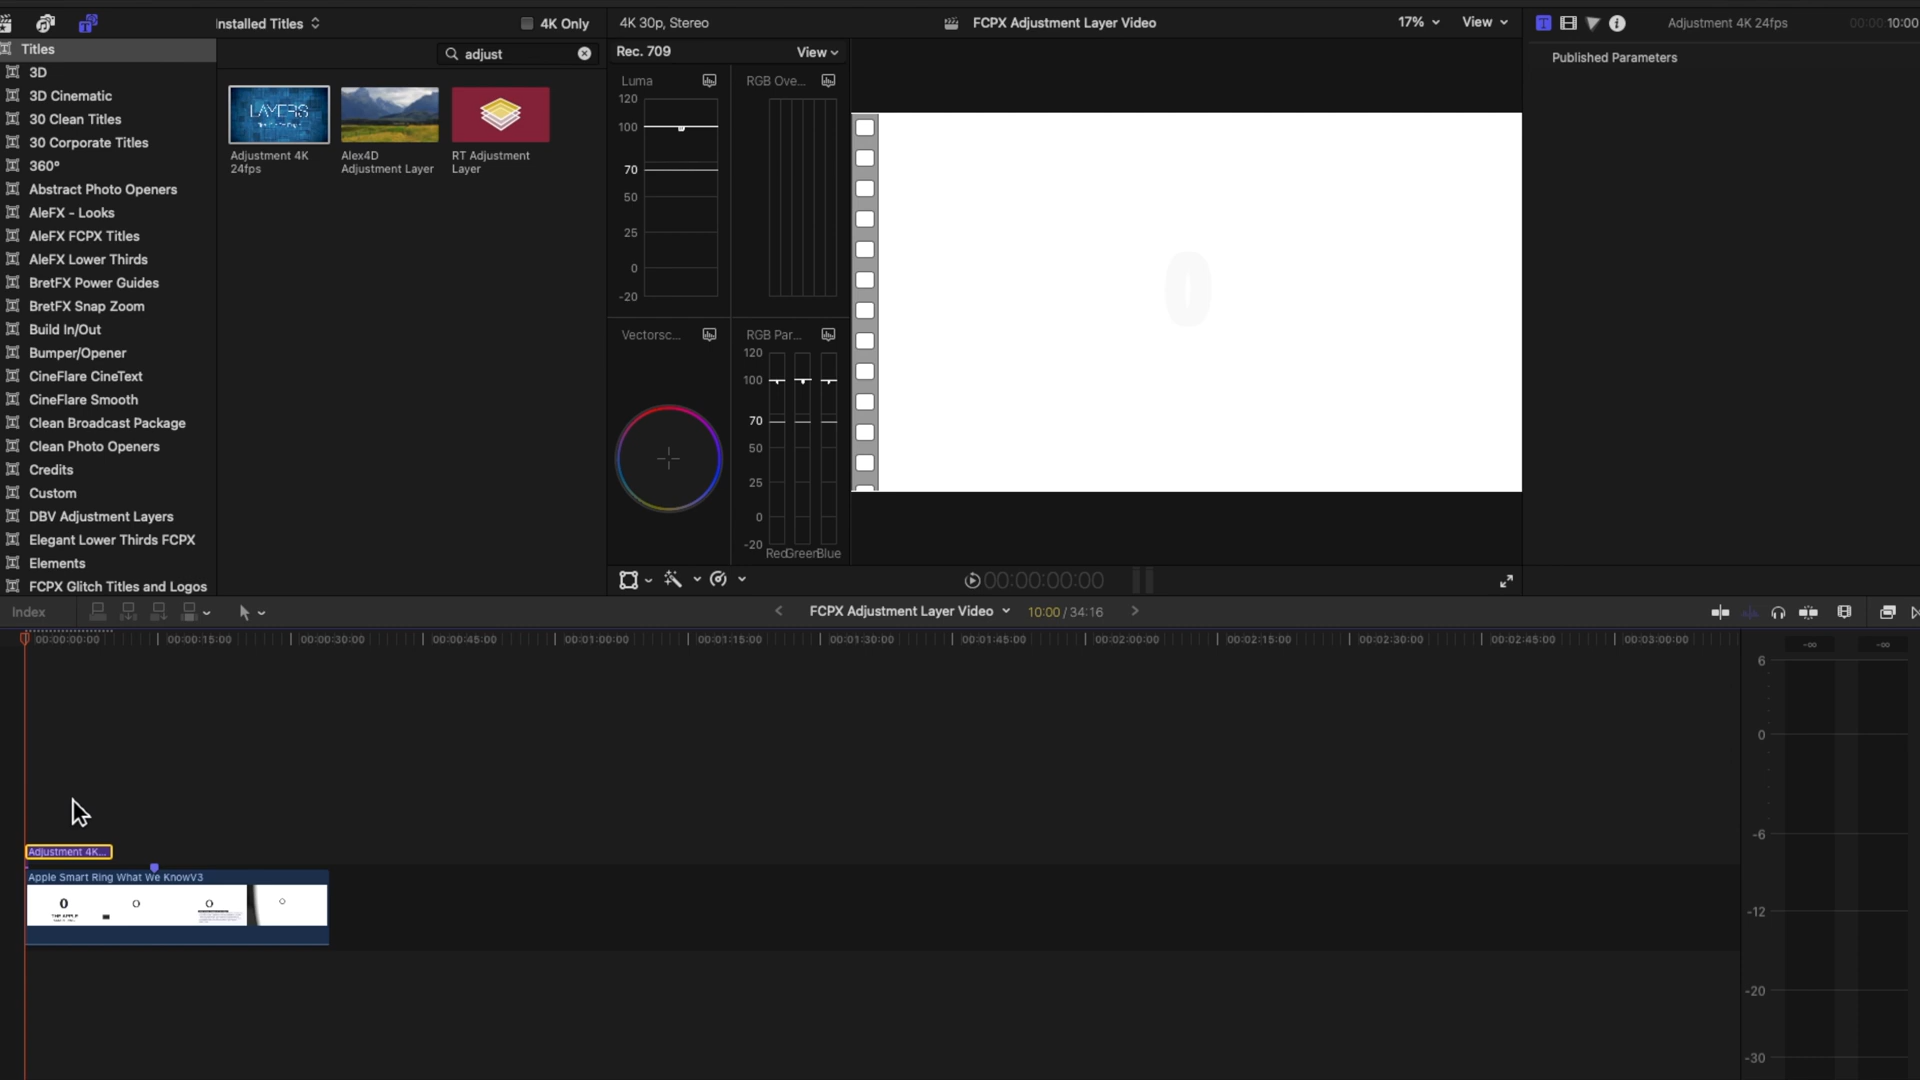 Installed Titles
4K Only
4K 30p, Stereo
FCPX Adjustment Layer Video
17%
View
Adjustment 4K 24fps
00:00:10:00
Titles
adjust
Rec. 709
View
Published Parameters
3D
3D Cinematic
30 Clean Titles
30 Corporate Titles
360°
Abstract Photo Openers
AleFX - Looks
AleFX FCPX Titles
AleFX Lower Thirds
BretFX Power Guides
BretFX Snap Zoom
Build In/Out
Bumper/Opener
CineFlare CineText
CineFlare Smooth
Clean Broadcast Package
Clean Photo Openers
Credits
Custom
DBV Adjustment Layers
Elegant Lower Thirds FCPX
Elements
FCPX Glitch Titles and Logos
LAYERS
Adjustment 4K
24fps
Alex4D
Adjustment Layer
RT Adjustment
Layer
Luma
120
100
70
50
25
0
-20
RGB Ove...
Vectorsc...
RGB Par...
120
100
70
50
25
0
-20
Red
Green
Blue
0
00:00:00:00
Index
FCPX Adjustment Layer Video
10:00 / 34:16
00:00:00:00
00:00:15:00
00:00:30:00
00:00:45:00
00:01:00:00
00:01:15:00
00:01:30:00
00:01:45:00
00:02:00:00
00:02:15:00
00:02:30:00
00:02:45:00
00:03:00:00
Adjustment 4K...
Apple Smart Ring What We KnowV3
THE APPLE
-∞
-∞
6
0
-6
-12
-20
-30